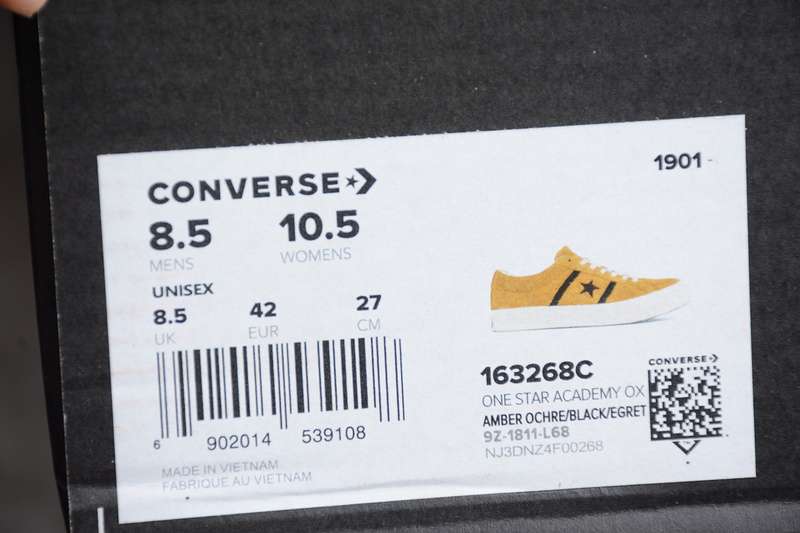 CONVERSE
1901 -
8.5 10.5
MENS WOMENS
UNISEX
8.5 42 27
UK EUR CM
6 902014 539108
MADE IN VIETNAM
FABRIQUE AU VIETNAM
163268C
ONE STAR ACADEMY OX
AMBER OCHRE/BLACK/EGRET
9Z-1811-L68
NJ3DNZ4F00268
CONVERSE